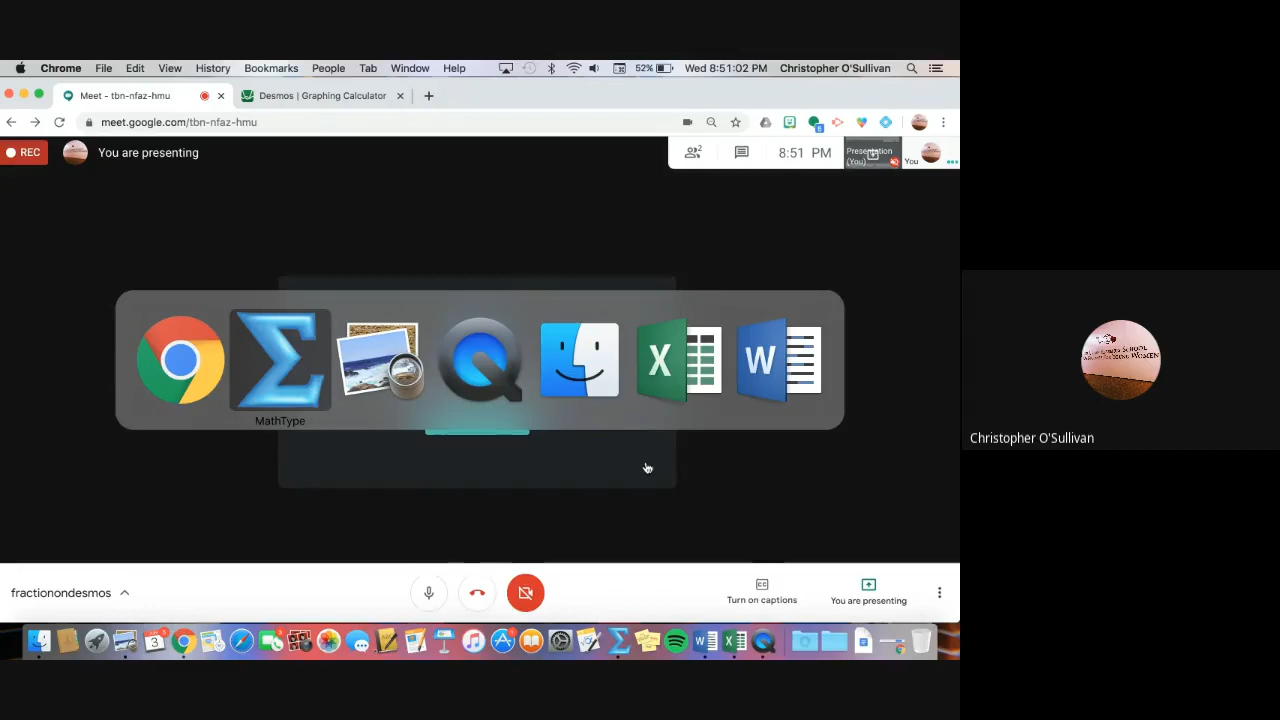 Chrome File Edit View History Bookmarks People Tab Window Help 52% Wed 8:51:02 PM Christopher O'Sullivan
Meet - tbn-nfaz-hmu Desmos | Graphing Calculator
meet.google.com/tbn-nfaz-hmu
REC You are presenting 2 8:51 PM Presentation (You) You
X W
MathType
Christopher O'Sullivan
fractionondesmos Turn on captions You are presenting